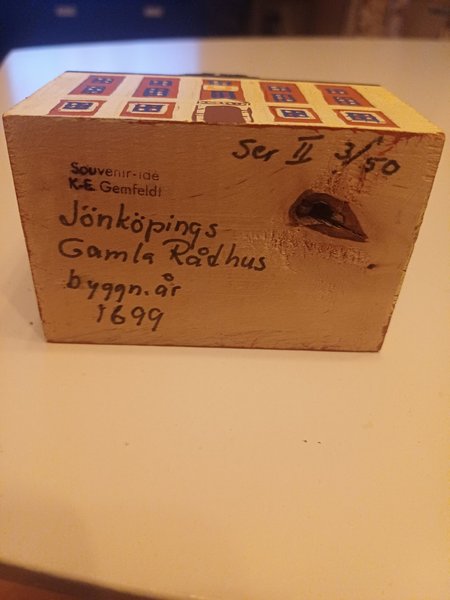 Ser II 3/50
Souvenir-ide
K-E. Gemfeldt
Jönköpings
Gamla Rådhus
byggn.år
1699